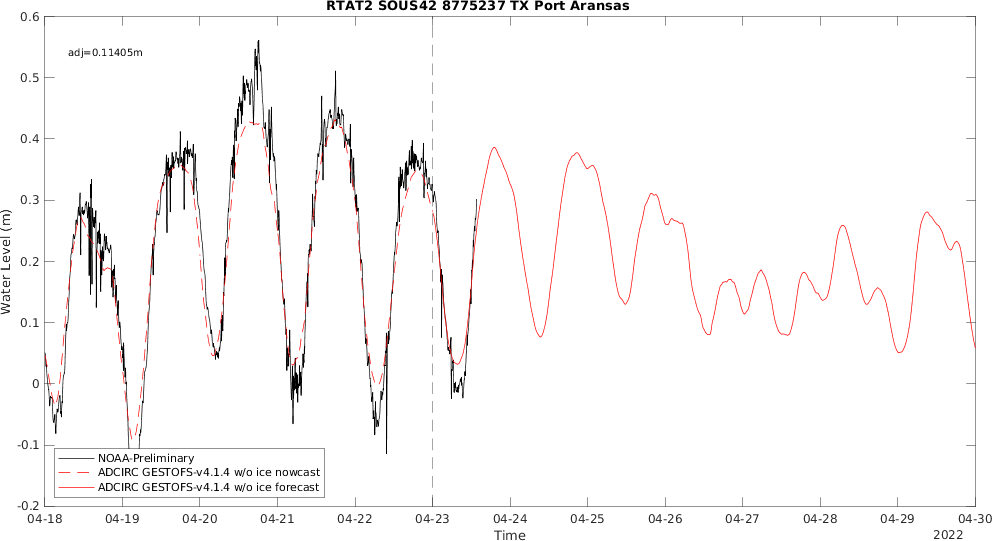 RTAT2 SOUS42 8775237 TX Port Aransas
0.6
adj=0.11405m
0.5
0.4
0.3
0.2
0.1
0
-0.1
-0.2
Water Level (m)
NOAA-Preliminary
ADCIRC GESTOFS-v4.1.4 w/o ice nowcast
ADCIRC GESTOFS-v4.1.4 w/o ice forecast
04-18 04-19 04-20 04-21 04-22 04-23 04-24 04-25 04-26 04-27 04-28 04-29 04-30
Time
2022